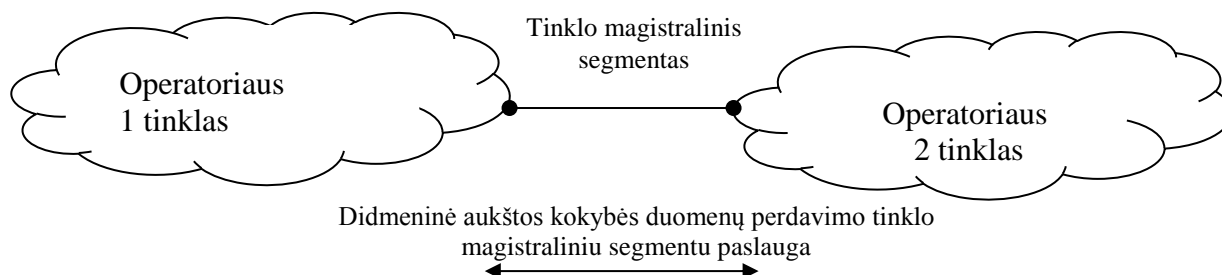 Tinklo magistralinis
segmentas
Operatoriaus
1 tinklas
Operatoriaus
2 tinklas
Didmeninė aukštos kokybės duomenų perdavimo tinklo
magistraliniu segmentu paslauga